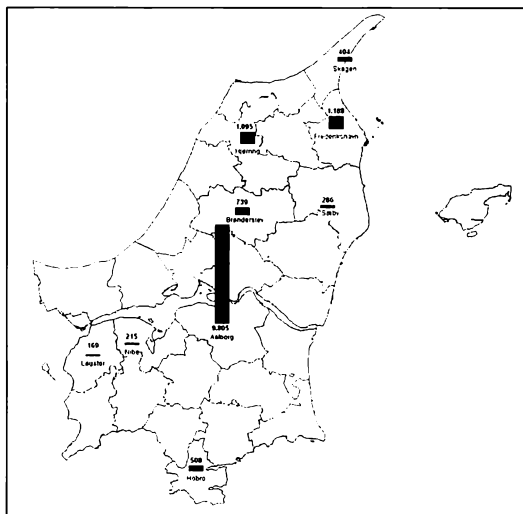 404
Skagen
1.188
Frederikshavn
1.095
Hjørring
739
Brønderslev
286
Sæby
9.805
Aalborg
169
Løgstør
215
Nibe
508
Hobro